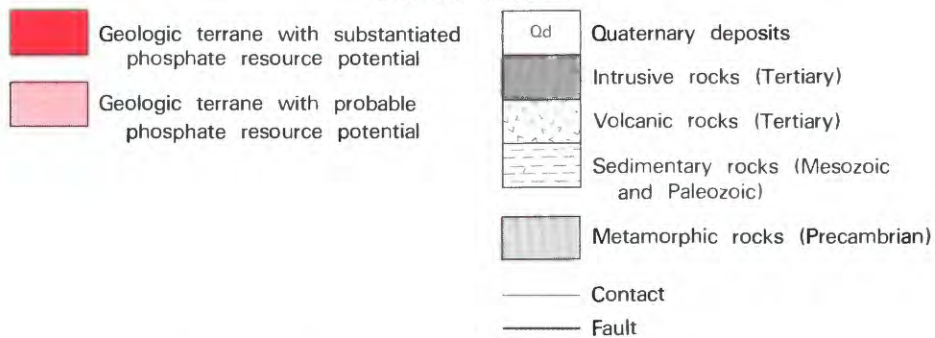 Geologic terrane with substantiated
phosphate resource potential
Geologic terrane with probable
phosphate resource potential
Qd Quaternary deposits
Intrusive rocks (Tertiary)
Volcanic rocks (Tertiary)
Sedimentary rocks (Mesozoic
and Paleozoic)
Metamorphic rocks (Precambrian)
Contact
Fault